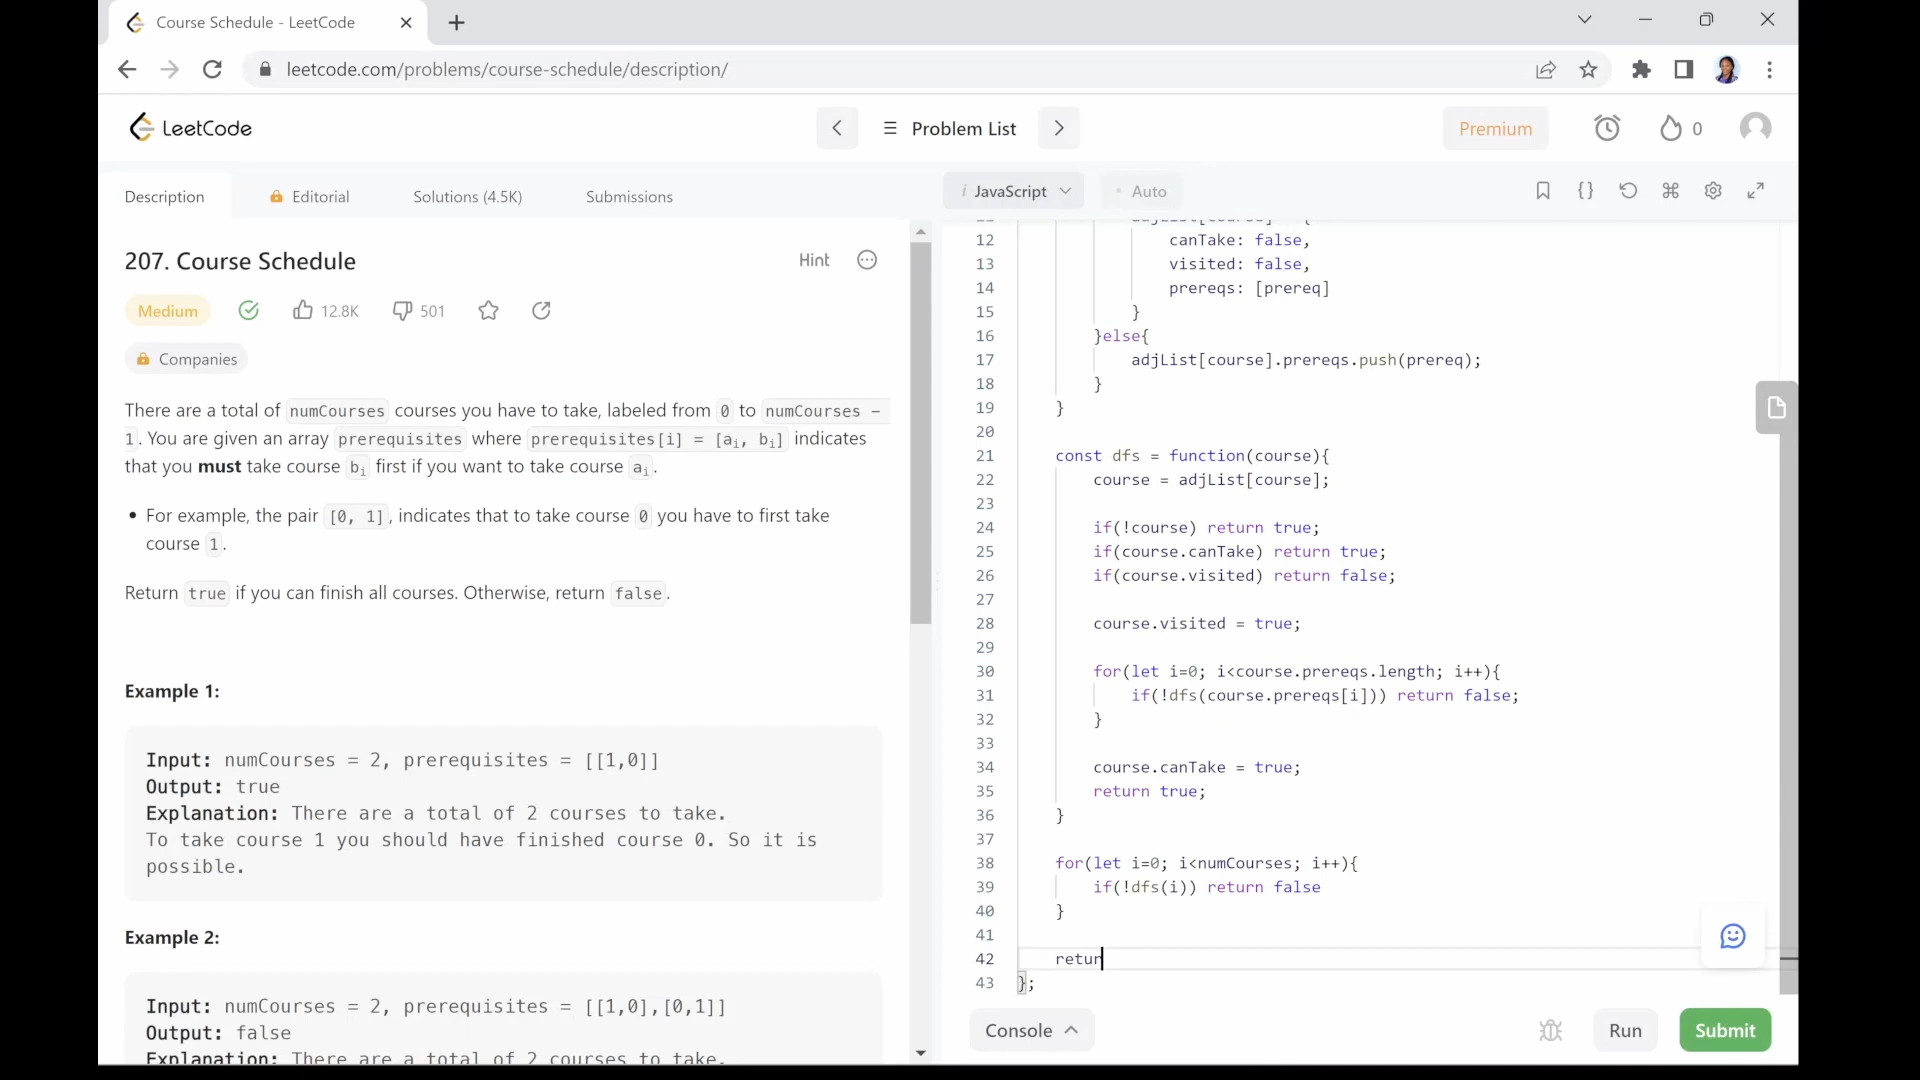 Course Schedule - LeetCode
leetcode.com/problems/course-schedule/description/
LeetCode
Problem List
Premium
0
Description
Editorial
Solutions (4.5K)
Submissions
207. Course Schedule
Hint
Medium
12.8K
501
Companies
There are a total of numCourses courses you have to take, labeled from 0 to numCourses -
1. You are given an array prerequisites where prerequisites[i] = [ai, bi] indicates
that you must take course bi first if you want to take course ai.
• For example, the pair [0, 1], indicates that to take course 0 you have to first take
course 1.
Return true if you can finish all courses. Otherwise, return false.
Example 1:
Input: numCourses = 2, prerequisites = [[1,0]]
Output: true
Explanation: There are a total of 2 courses to take.
To take course 1 you should have finished course 0. So it is
possible.
Example 2:
Input: numCourses = 2, prerequisites = [[1,0],[0,1]]
Output: false
Explanation: There are a total of 2 courses to take.
i JavaScript
• Auto
12 canTake: false,
13 visited: false,
14 prereqs: [prereq]
15 }
16 }else{
17 adjList[course].prereqs.push(prereq);
18 }
19 }
20
21 const dfs = function(course){
22 course = adjList[course];
23
24 if(!course) return true;
25 if(course.canTake) return true;
26 if(course.visited) return false;
27
28 course.visited = true;
29
30 for(let i=0; i<course.prereqs.length; i++){
31 if(!dfs(course.prereqs[i])) return false;
32 }
33
34 course.canTake = true;
35 return true;
36 }
37
38 for(let i=0; i<numCourses; i++){
39 if(!dfs(i)) return false
40 }
41
42 retur
43 };
Console
Run
Submit